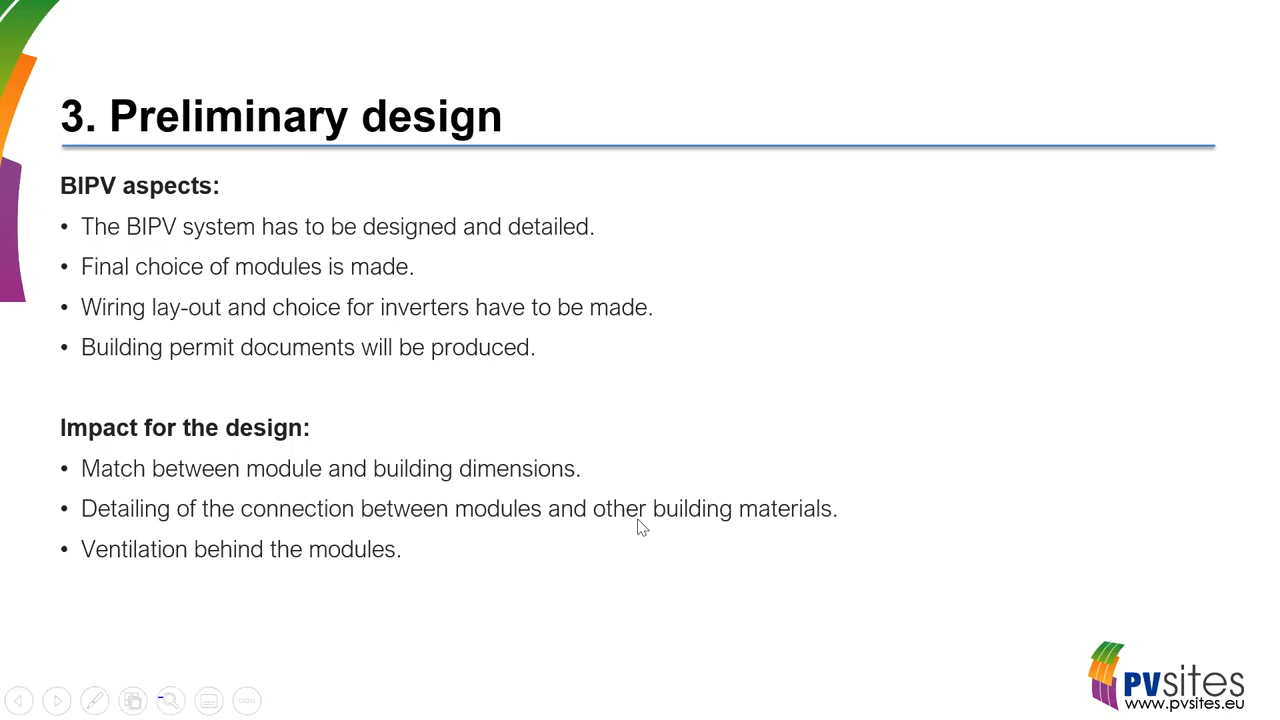 3. Preliminary design
BIPV aspects:
• The BIPV system has to be designed and detailed.
• Final choice of modules is made.
• Wiring lay-out and choice for inverters have to be made.
• Building permit documents will be produced.
Impact for the design:
• Match between module and building dimensions.
• Detailing of the connection between modules and other building materials.
• Ventilation behind the modules.
PVsites
www.pvsites.eu